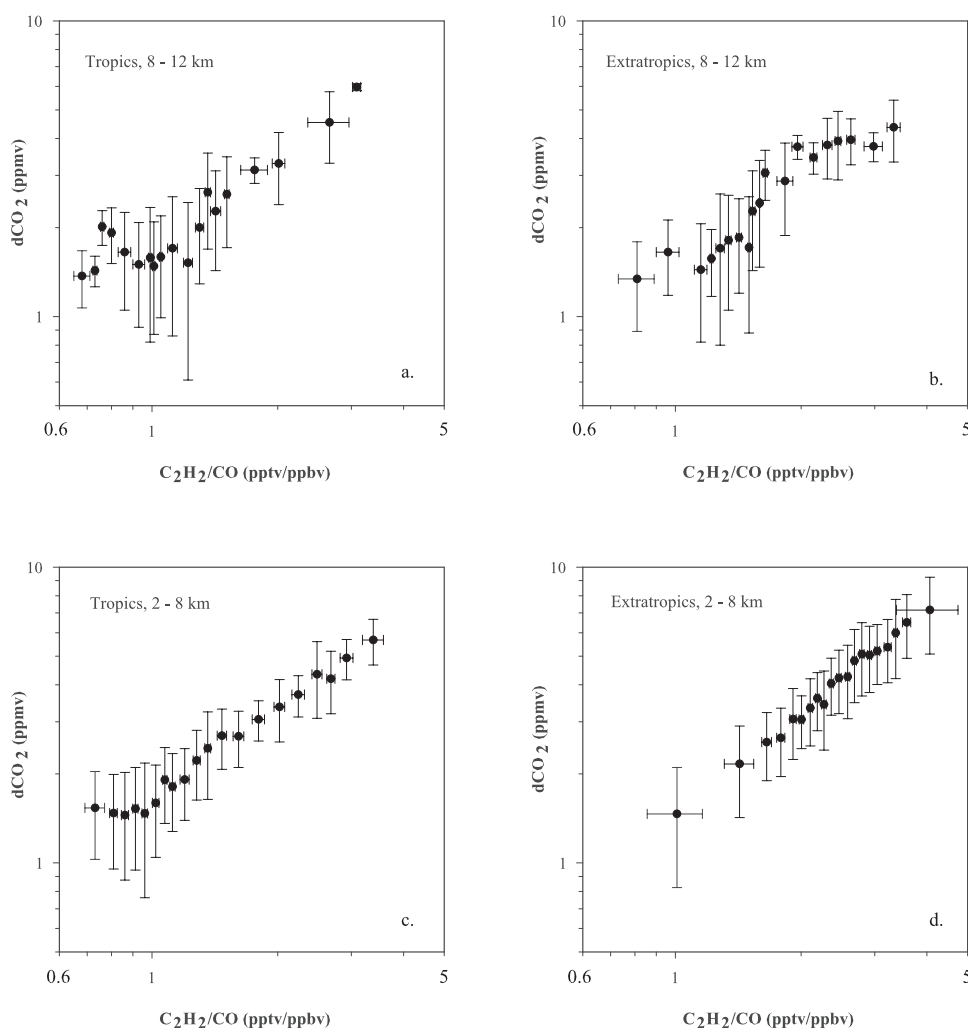 10
Tropics, 8 - 12 km
dCO2 (ppmv)
1
a.
0.6 1 5
C2H2/CO (pptv/ppbv)
10
Extratropics, 8 - 12 km
dCO2 (ppmv)
1
b.
0.6 1 5
C2H2/CO (pptv/ppbv)
10
Tropics, 2 - 8 km
dCO2 (ppmv)
1
c.
0.6 1 5
C2H2/CO (pptv/ppbv)
10
Extratropics, 2 - 8 km
dCO2 (ppmv)
1
d.
0.6 1 5
C2H2/CO (pptv/ppbv)